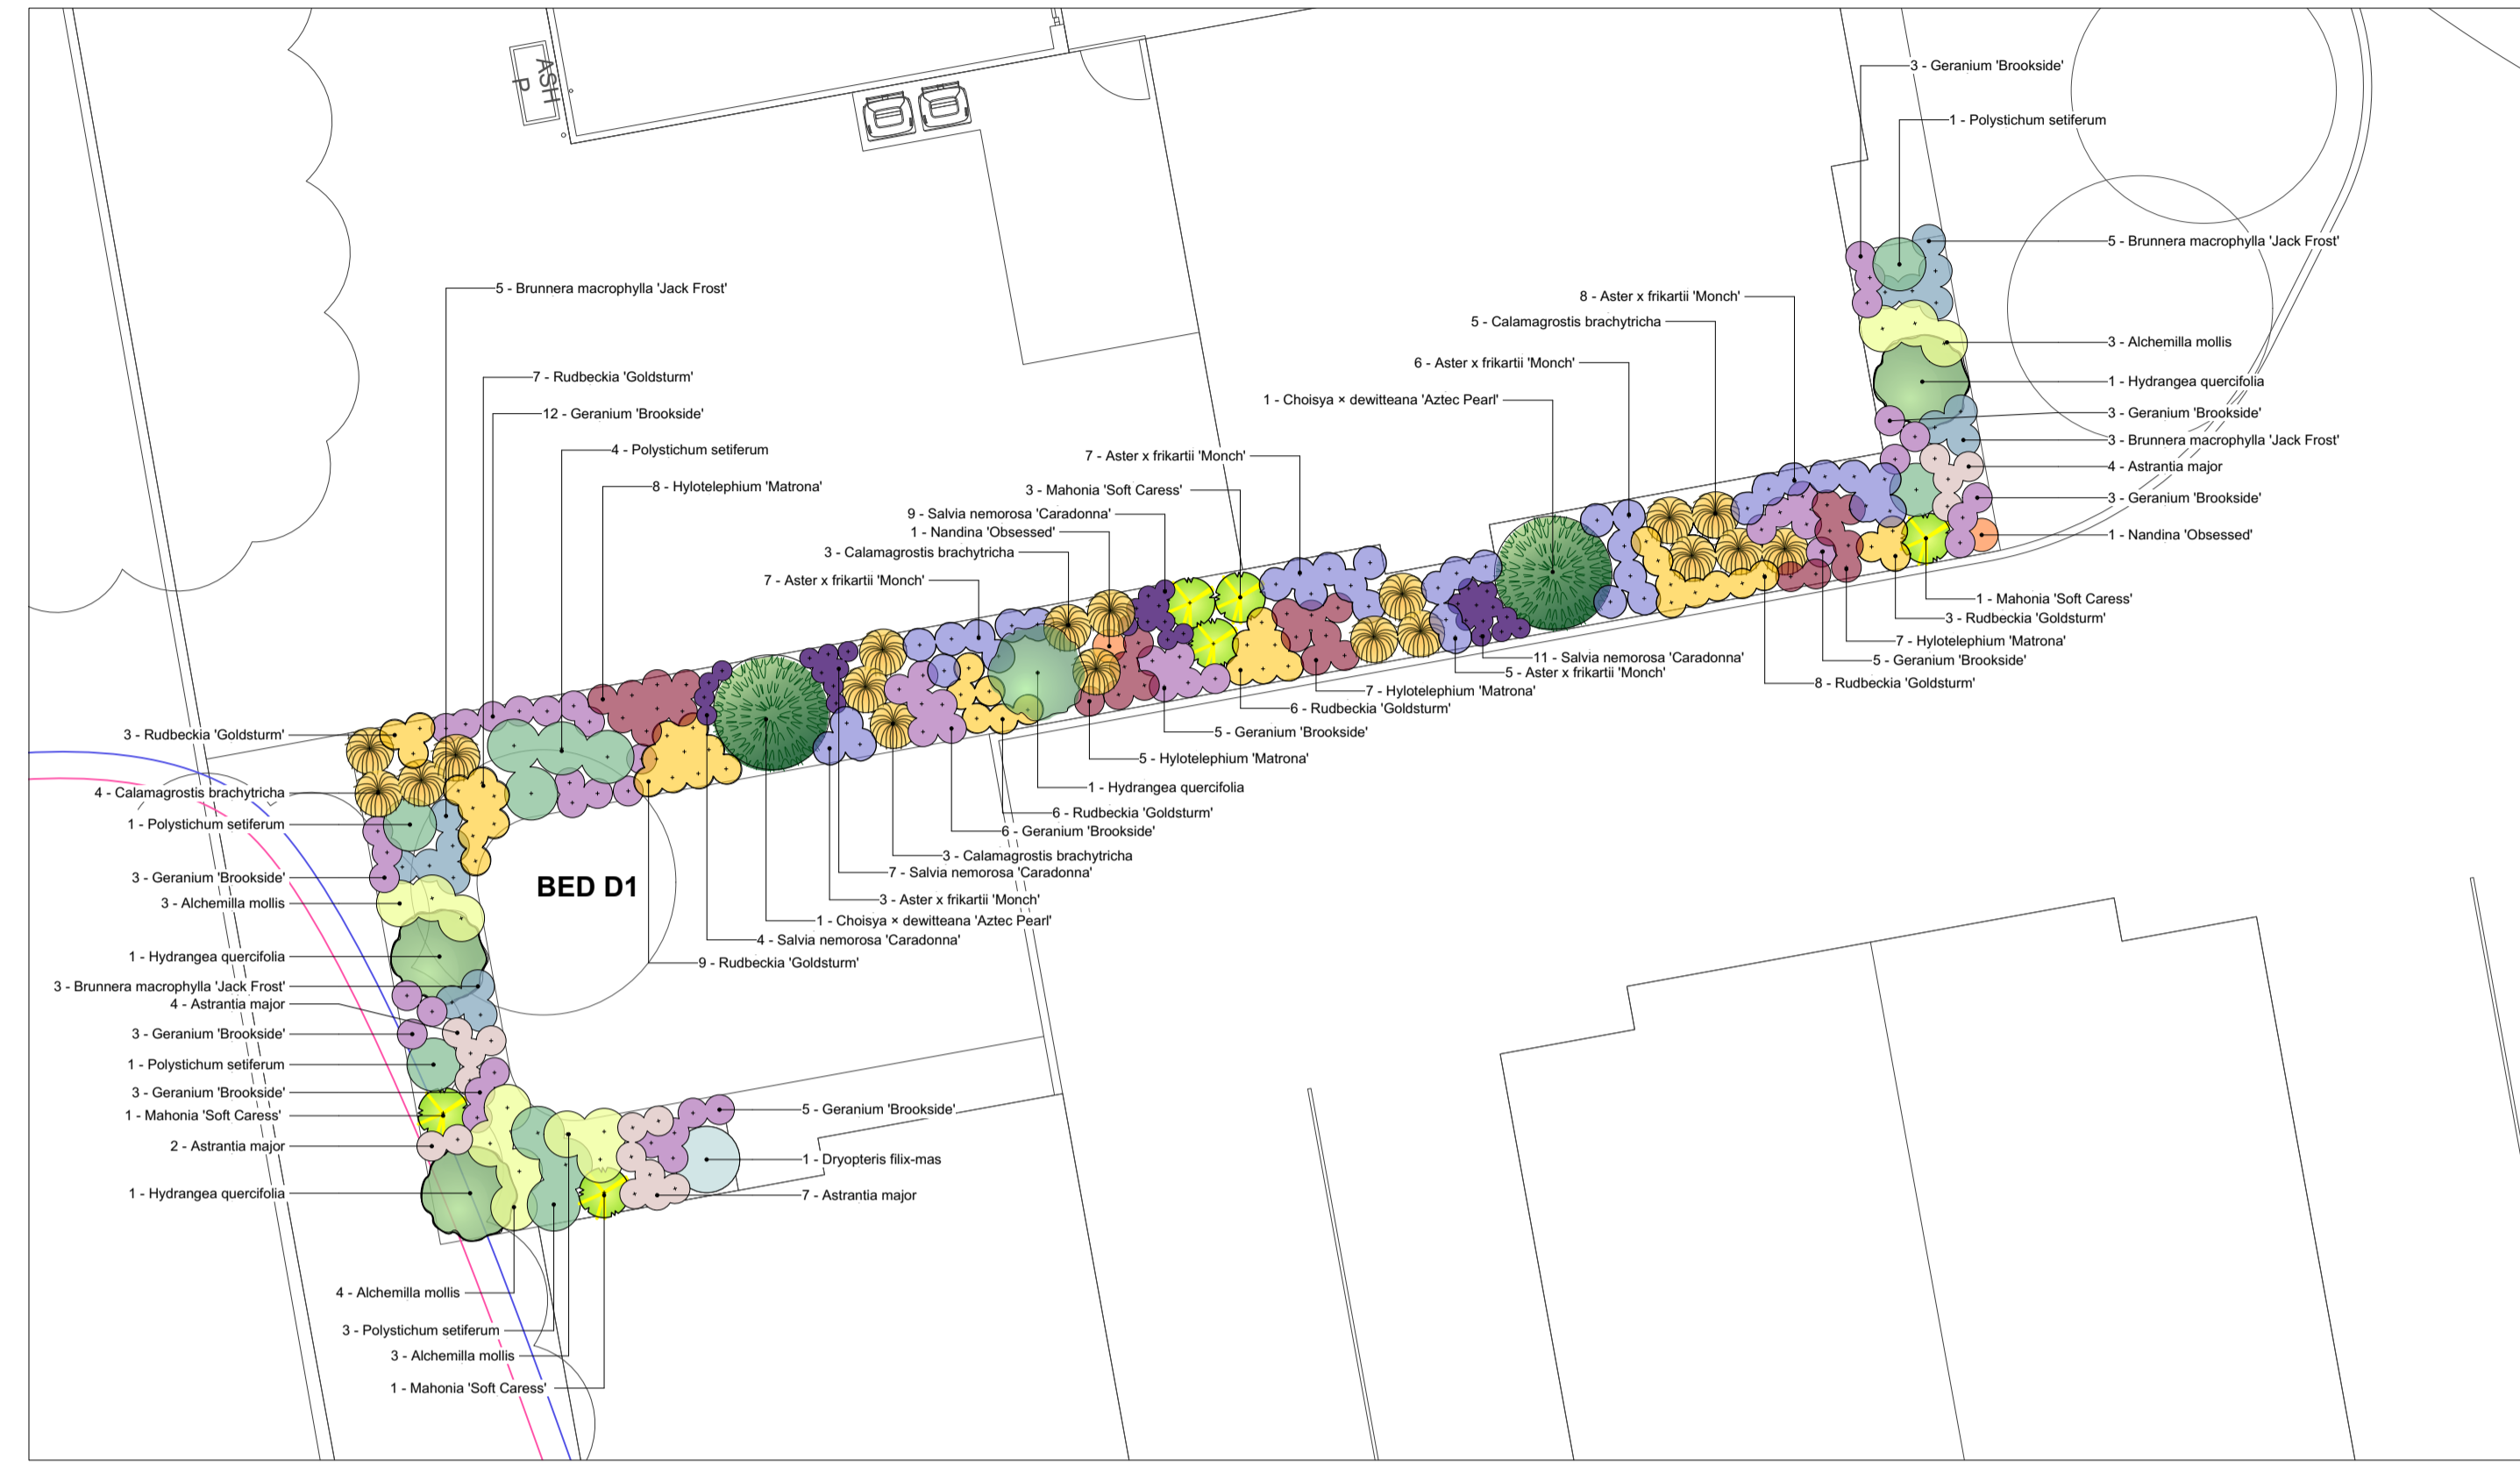 ASH
P
3 - Geranium 'Brookside'
1 - Polystichum setiferum
5 - Brunnera macrophylla 'Jack Frost'
5 - Brunnera macrophylla 'Jack Frost'
8 - Aster x frikartii 'Monch'
5 - Calamagrostis brachytricha
3 - Alchemilla mollis
6 - Aster x frikartii 'Monch'
7 - Rudbeckia 'Goldsturm'
1 - Hydrangea quercifolia
1 - Choisya × dewitteana 'Aztec Pearl'
12 - Geranium 'Brookside'
3 - Geranium 'Brookside'
3 - Brunnera macrophylla 'Jack Frost'
4 - Polystichum setiferum
7 - Aster x frikartii 'Monch'
4 - Astrantia major
8 - Hylotelephium 'Matrona'
3 - Mahonia 'Soft Caress'
3 - Geranium 'Brookside'
9 - Salvia nemorosa 'Caradonna'
1 - Nandina 'Obsessed'
1 - Nandina 'Obsessed'
3 - Calamagrostis brachytricha
7 - Aster x frikartii 'Monch'
1 - Mahonia 'Soft Caress'
3 - Rudbeckia 'Goldsturm'
7 - Hylotelephium 'Matrona'
11 - Salvia nemorosa 'Caradonna'
5 - Geranium 'Brookside'
5 - Aster x frikartii 'Monch'
8 - Rudbeckia 'Goldsturm'
7 - Hylotelephium 'Matrona'
6 - Rudbeckia 'Goldsturm'
3 - Rudbeckia 'Goldsturm'
5 - Geranium 'Brookside'
5 - Hylotelephium 'Matrona'
1 - Hydrangea quercifolia
4 - Calamagrostis brachytricha
6 - Rudbeckia 'Goldsturm'
1 - Polystichum setiferum
6 - Geranium 'Brookside'
3 - Calamagrostis brachytricha
7 - Salvia nemorosa 'Caradonna'
3 - Geranium 'Brookside'
BED D1
3 - Aster x frikartii 'Monch'
3 - Alchemilla mollis
1 - Choisya × dewitteana 'Aztec Pearl'
4 - Salvia nemorosa 'Caradonna'
1 - Hydrangea quercifolia
9 - Rudbeckia 'Goldsturm'
3 - Brunnera macrophylla 'Jack Frost'
4 - Astrantia major
3 - Geranium 'Brookside'
1 - Polystichum setiferum
3 - Geranium 'Brookside'
5 - Geranium 'Brookside'
1 - Mahonia 'Soft Caress'
2 - Astrantia major
1 - Dryopteris filix-mas
1 - Hydrangea quercifolia
7 - Astrantia major
4 - Alchemilla mollis
3 - Polystichum setiferum
3 - Alchemilla mollis
1 - Mahonia 'Soft Caress'